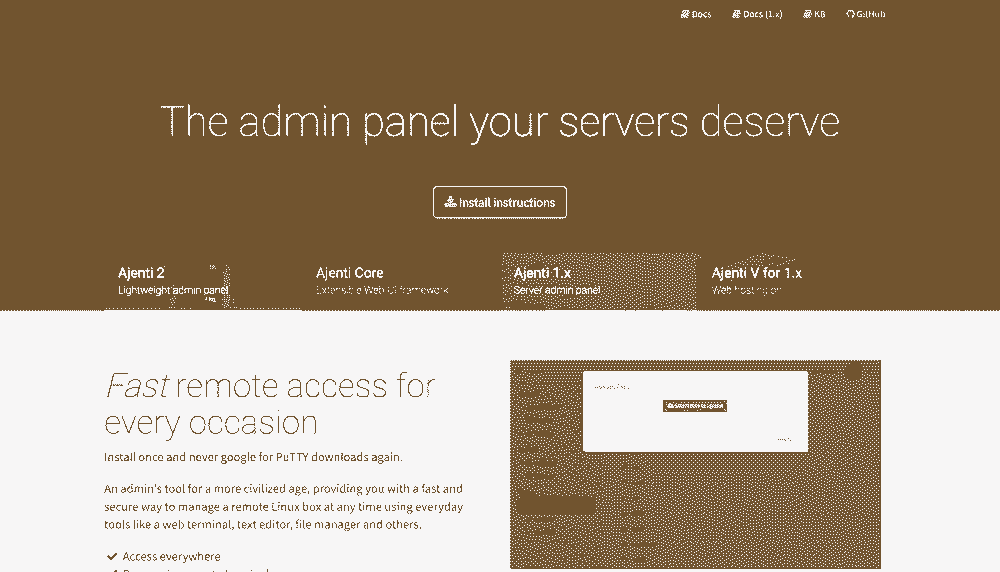 Docs Docs (1.x) KB GitHub
The admin panel your servers deserve
Install instructions
Ajenti 2 Ajenti Core Ajenti 1.x Ajenti V for 1.x
Lightweight admin panel Extensible Web UI framework Server admin panel Web hosting on
Fast remote access for
every occasion
Install once and never google for PuTTY downloads again.
An admin's tool for a more civilized age, providing you with a fast and
secure way to manage a remote Linux box at any time using everyday
tools like a web terminal, text editor, file manager and others.
Access everywhere